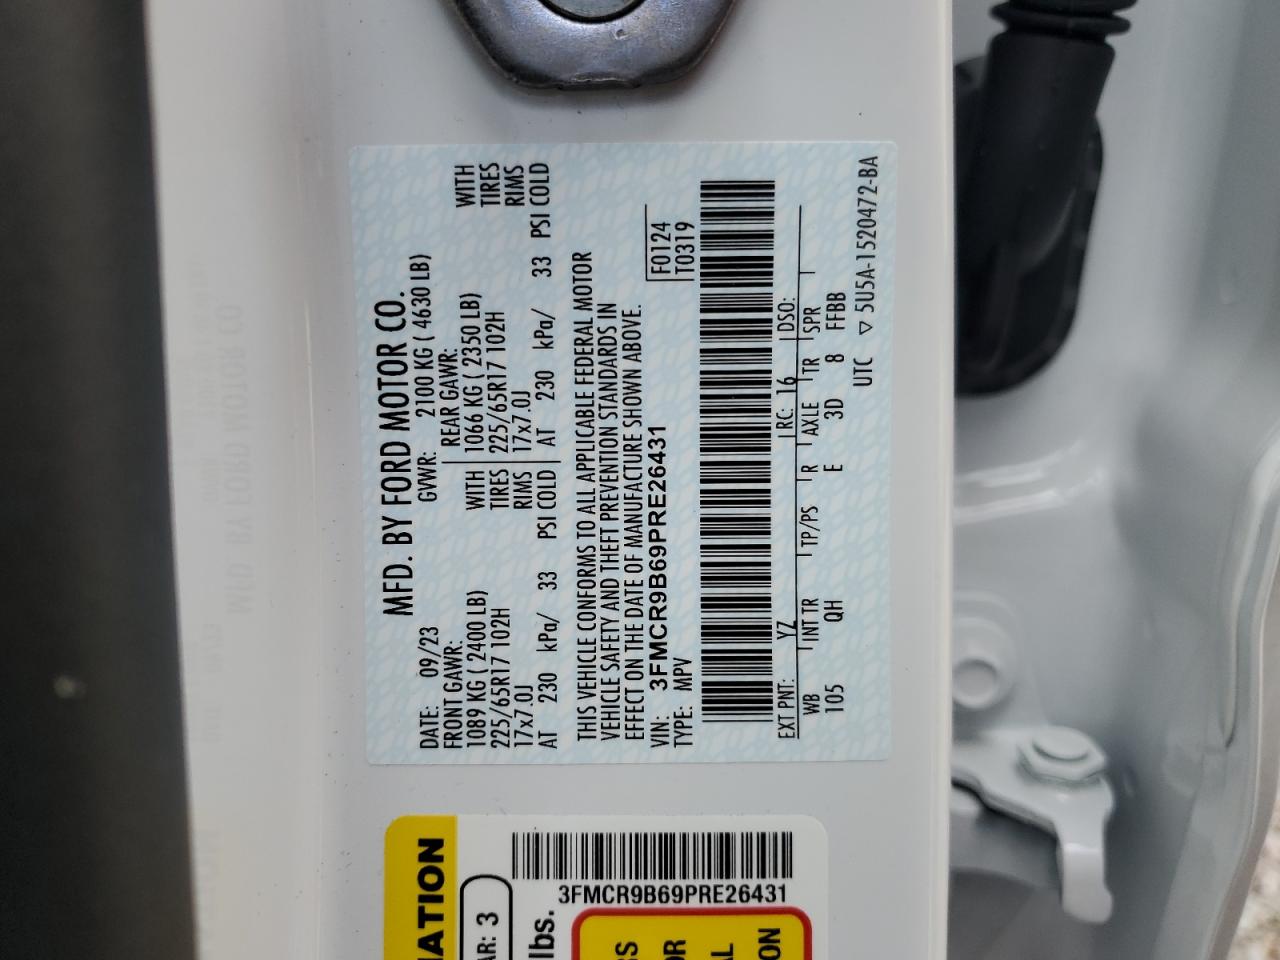 MFD. BY FORD MOTOR CO.
DATE: 09/23 GVWR: 2100 KG ( 4630 LB)
FRONT GAWR: REAR GAWR:
1089 KG ( 2400 LB) WITH 1066 KG ( 2350 LB) WITH
225/65R17 102H TIRES 225/65R17 102H TIRES
17x7.0J RIMS 17x7.0J RIMS
AT 230 kPa/ 33 PSI COLD AT 230 kPa/ 33 PSI COLD
THIS VEHICLE CONFORMS TO ALL APPLICABLE FEDERAL MOTOR
VEHICLE SAFETY AND THEFT PREVENTION STANDARDS IN
EFFECT ON THE DATE OF MANUFACTURE SHOWN ABOVE.
VIN: 3FMCR9B69PRE26431 F0124
TYPE: MPV T0319
EXT PNT: YZ RC: 16 DSO:
WB INT TR TP/PS R AXLE TR SPR
105 QH E 3D 8 FFBB
UTC ▽ 5U5A-1520472-BA
MATION
AR: 3
3FMCR9B69PRE26431
lbs.
SS
OR
AL
ON